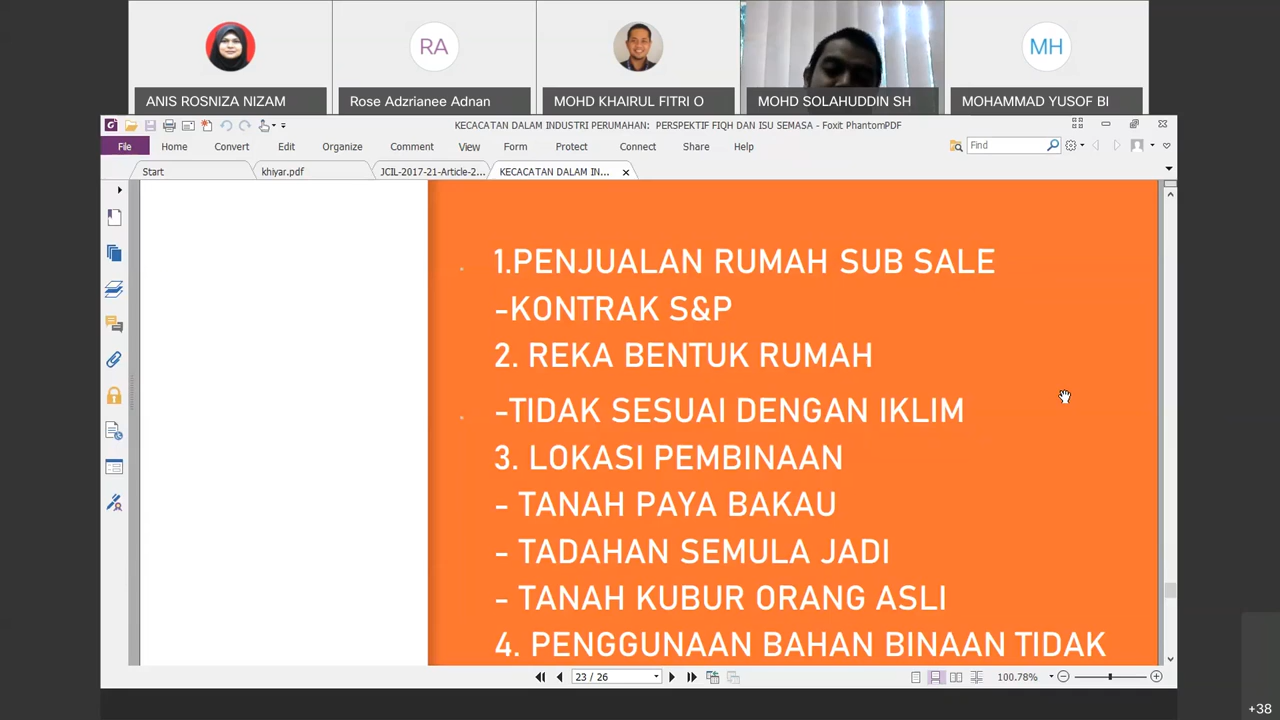 RA
MH
ANIS ROSNIZA NIZAM
Rose Adzrianee Adnan
MOHD KHAIRUL FITRI O
MOHD SOLAHUDDIN SH
MOHAMMAD YUSOF BI
KECACATAN DALAM INDUSTRI PERUMAHAN: PERSPEKTIF FIQH DAN ISU SEMASA - Foxit PhantomPDF
File Home Convert Edit Organize Comment View Form Protect Connect Share Help Find
Start khiyar.pdf JCIL-2017-21-Article-2... KECACATAN DALAM IN...
1.PENJUALAN RUMAH SUB SALE
-KONTRAK S&P
2. REKA BENTUK RUMAH
-TIDAK SESUAI DENGAN IKLIM
3. LOKASI PEMBINAAN
- TANAH PAYA BAKAU
- TADAHAN SEMULA JADI
- TANAH KUBUR ORANG ASLI
4. PENGGUNAAN BAHAN BINAAN TIDAK
23 / 26
100.78%
+38